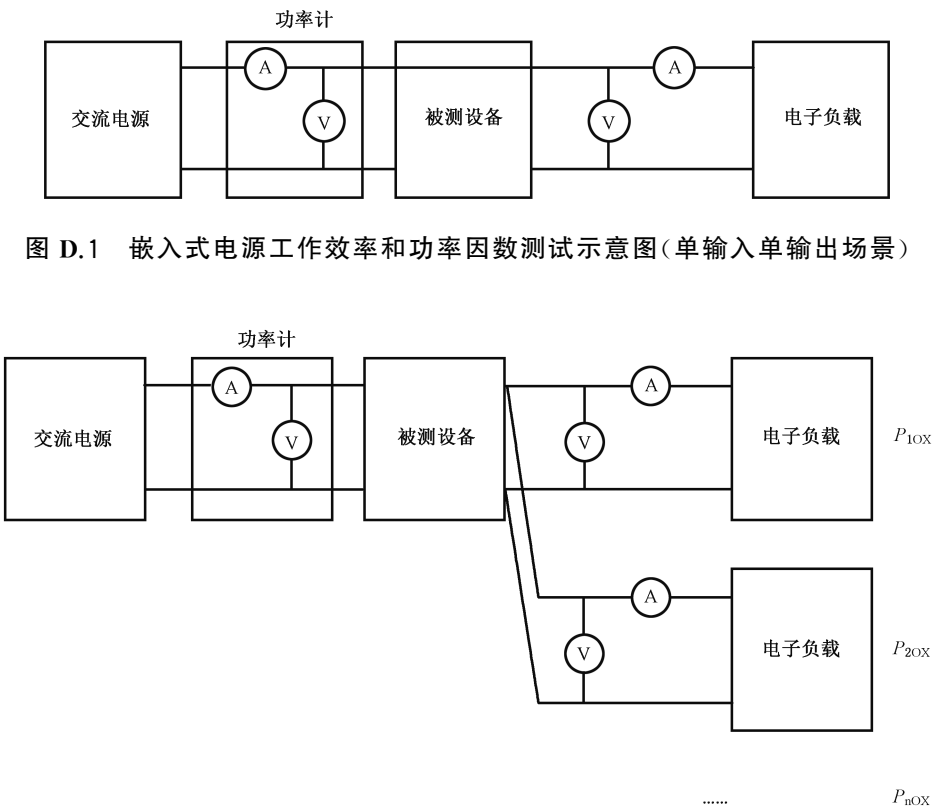 功率计
交流电源 A V 被测设备 V A 电子负载
图 D.1 嵌入式电源工作效率和功率因数测试示意图(单输入单输出场景)
功率计
交流电源 A V 被测设备 V A 电子负载 P1OX
V A 电子负载 P2OX
...... PnOX